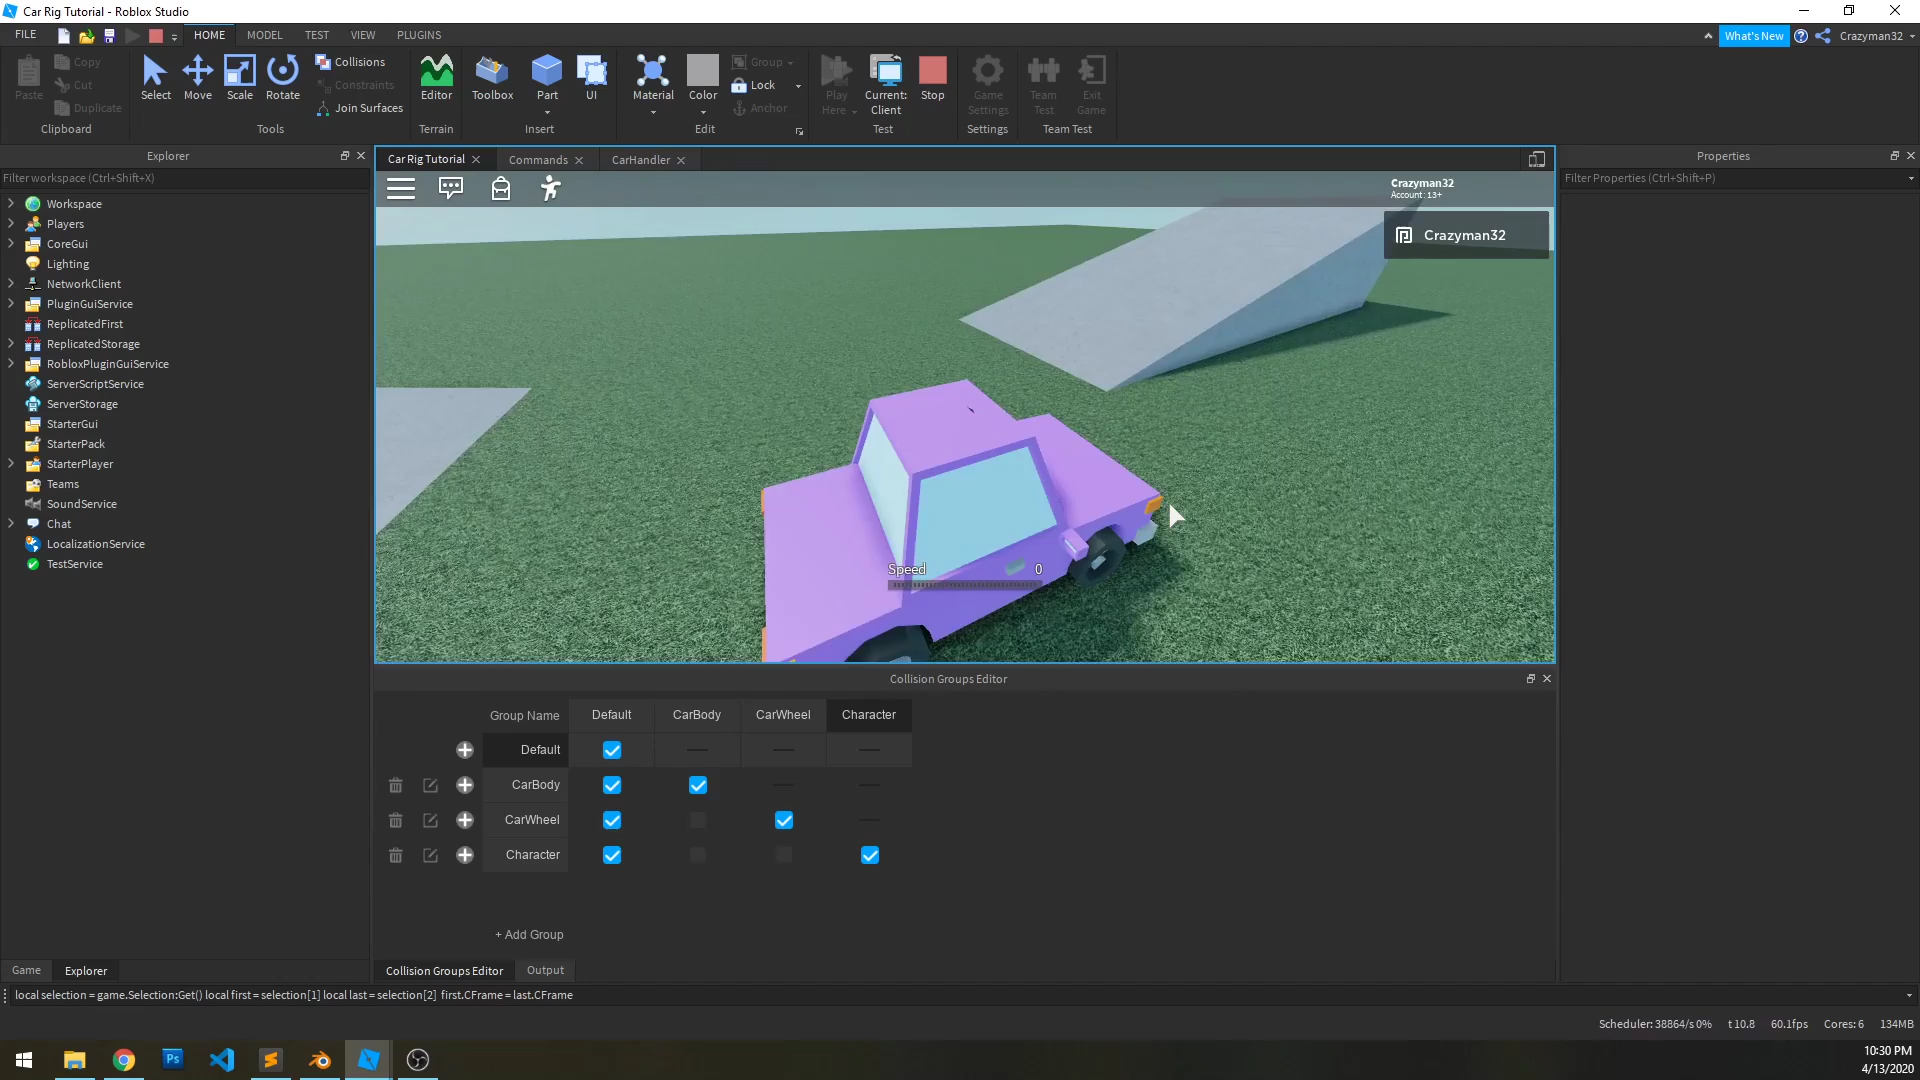 Car Rig Tutorial - Roblox Studio
FILE HOME MODEL TEST VIEW PLUGINS What's New Crazyman32
Paste Copy Cut Duplicate
Select Move Scale Rotate Collisions Constraints Join Surfaces
Editor Toolbox Part UI
Material Color Group Lock Anchor
Play Here Current: Client Stop
Game Settings Team Test Exit Game
Clipboard Tools Terrain Insert Edit Test Settings Team Test
Explorer
Filter workspace (Ctrl+Shift+X)
Workspace
Players
CoreGui
Lighting
NetworkClient
PluginGuiService
ReplicatedFirst
ReplicatedStorage
RobloxPluginGuiService
ServerScriptService
ServerStorage
StarterGui
StarterPack
StarterPlayer
Teams
SoundService
Chat
LocalizationService
TestService
Game Explorer
Car Rig Tutorial Commands CarHandler
Crazyman32
Account: 13+
Crazyman32
Speed 0
Collision Groups Editor
Group Name Default CarBody CarWheel Character
Default
CarBody
CarWheel
Character
+ Add Group
Collision Groups Editor Output
Properties
Filter Properties (Ctrl+Shift+P)
local selection = game.Selection:Get() local first = selection[1] local last = selection[2] first.CFrame = last.CFrame
Scheduler: 38864/s 0% t 10.8 60.1fps Cores: 6 134MB
Ps
10:30 PM
4/13/2020